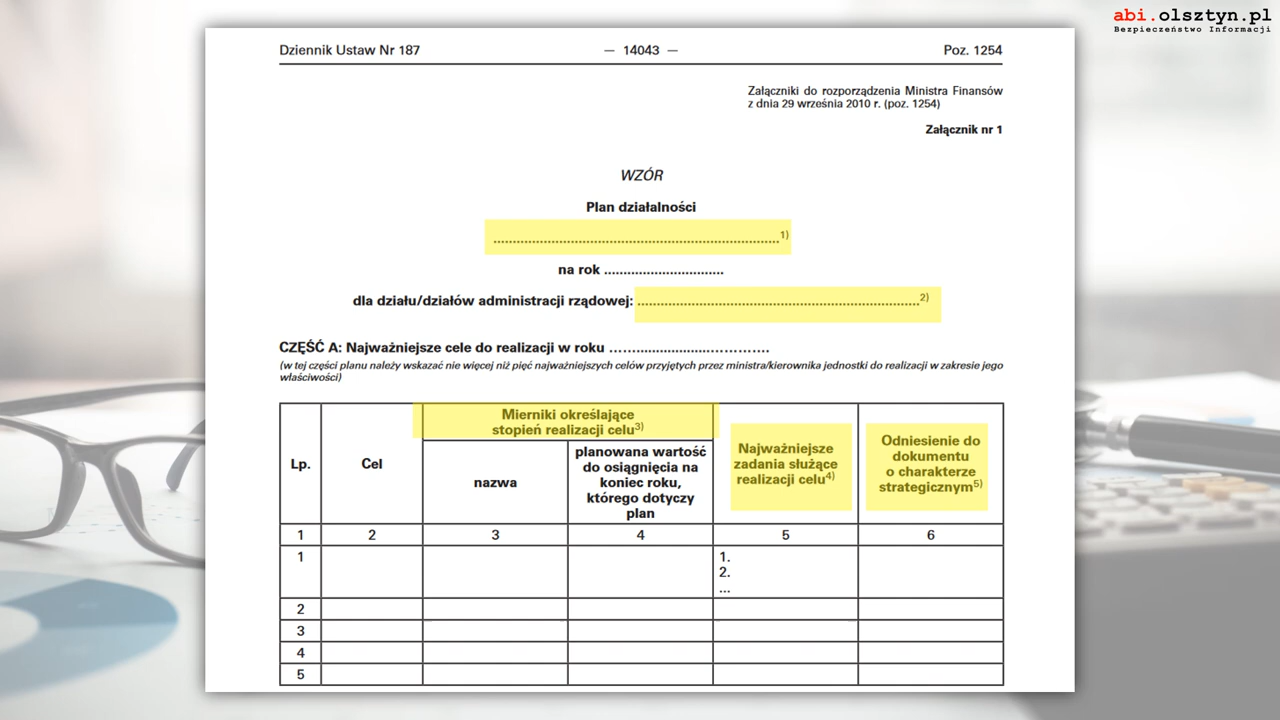 abi.olsztyn.pl
Bezpieczeństwo Informacji
Dziennik Ustaw Nr 187 — 14043 — Poz. 1254
Załączniki do rozporządzenia Ministra Finansów
z dnia 29 września 2010 r. (poz. 1254)
Załącznik nr 1
WZÓR
Plan działalności
............................................................................1)
na rok ...............................
dla działu/działów administracji rządowej: ...........................................................................2)
CZĘŚĆ A: Najważniejsze cele do realizacji w roku ……......................………….
(w tej części planu należy wskazać nie więcej niż pięć najważniejszych celów przyjętych przez ministra/kierownika jednostki do realizacji w zakresie jego
właściwości)
Lp.
Cel
Mierniki określające
stopień realizacji celu3)
nazwa
planowana wartość
do osiągnięcia na
koniec roku,
którego dotyczy
plan
Najważniejsze
zadania służące
realizacji celu4)
Odniesienie do
dokumentu
o charakterze
strategicznym5)
1 2 3 4 5 6
1 1.
2.
...
2
3
4
5